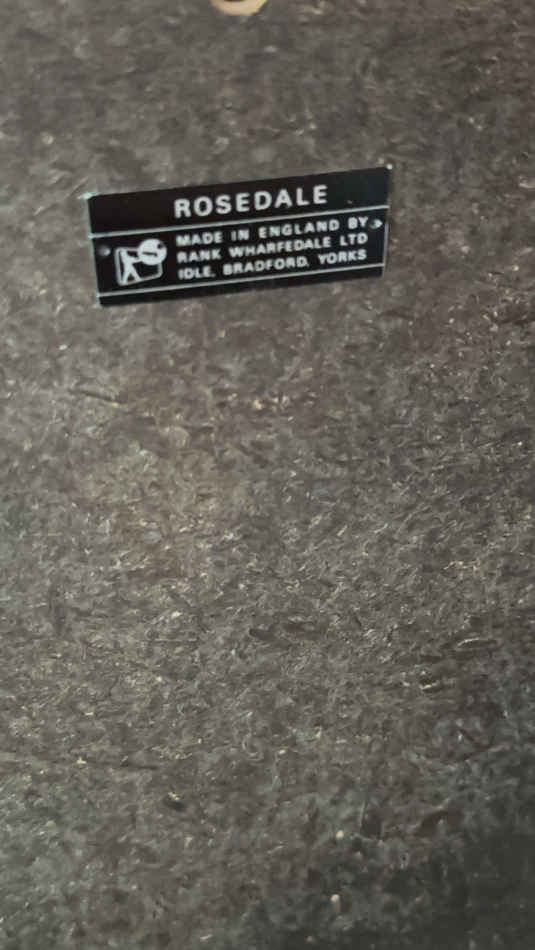 ROSEDALE
MADE IN ENGLAND BY
RANK WHARFEDALE LTD
IDLE, BRADFORD, YORKS